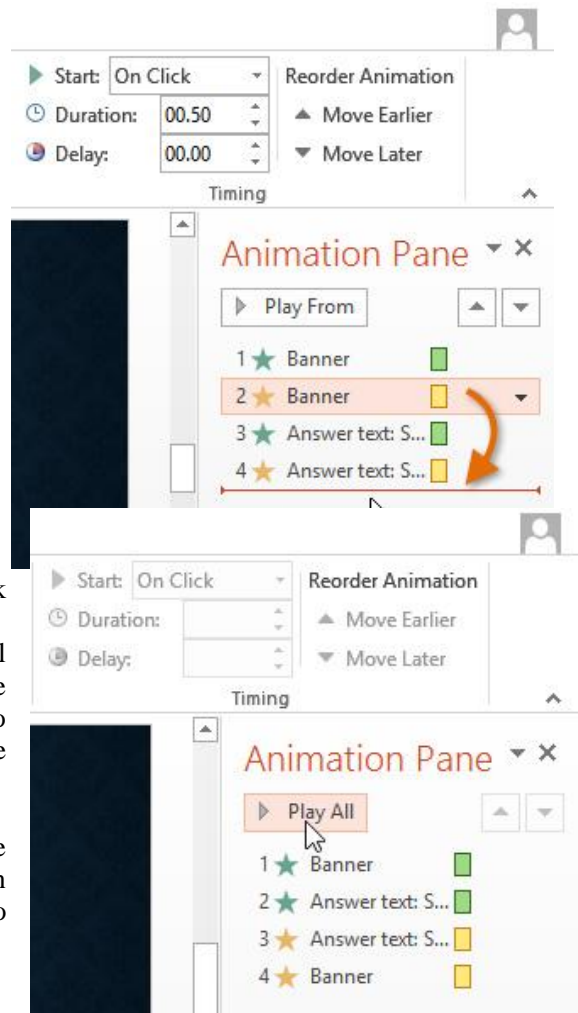 Start: On Click Reorder Animation
Duration: 00.50 Move Earlier
Delay: 00.00 Move Later
Timing
Animation Pane
Play From
1 Banner
2 Banner
3 Answer text: S...
4 Answer text: S...
Start: On Click Reorder Animation
Duration: Move Earlier
Delay: Move Later
Timing
Animation Pane
Play All
1 Banner
2 Answer text: S...
3 Answer text: S...
4 Banner